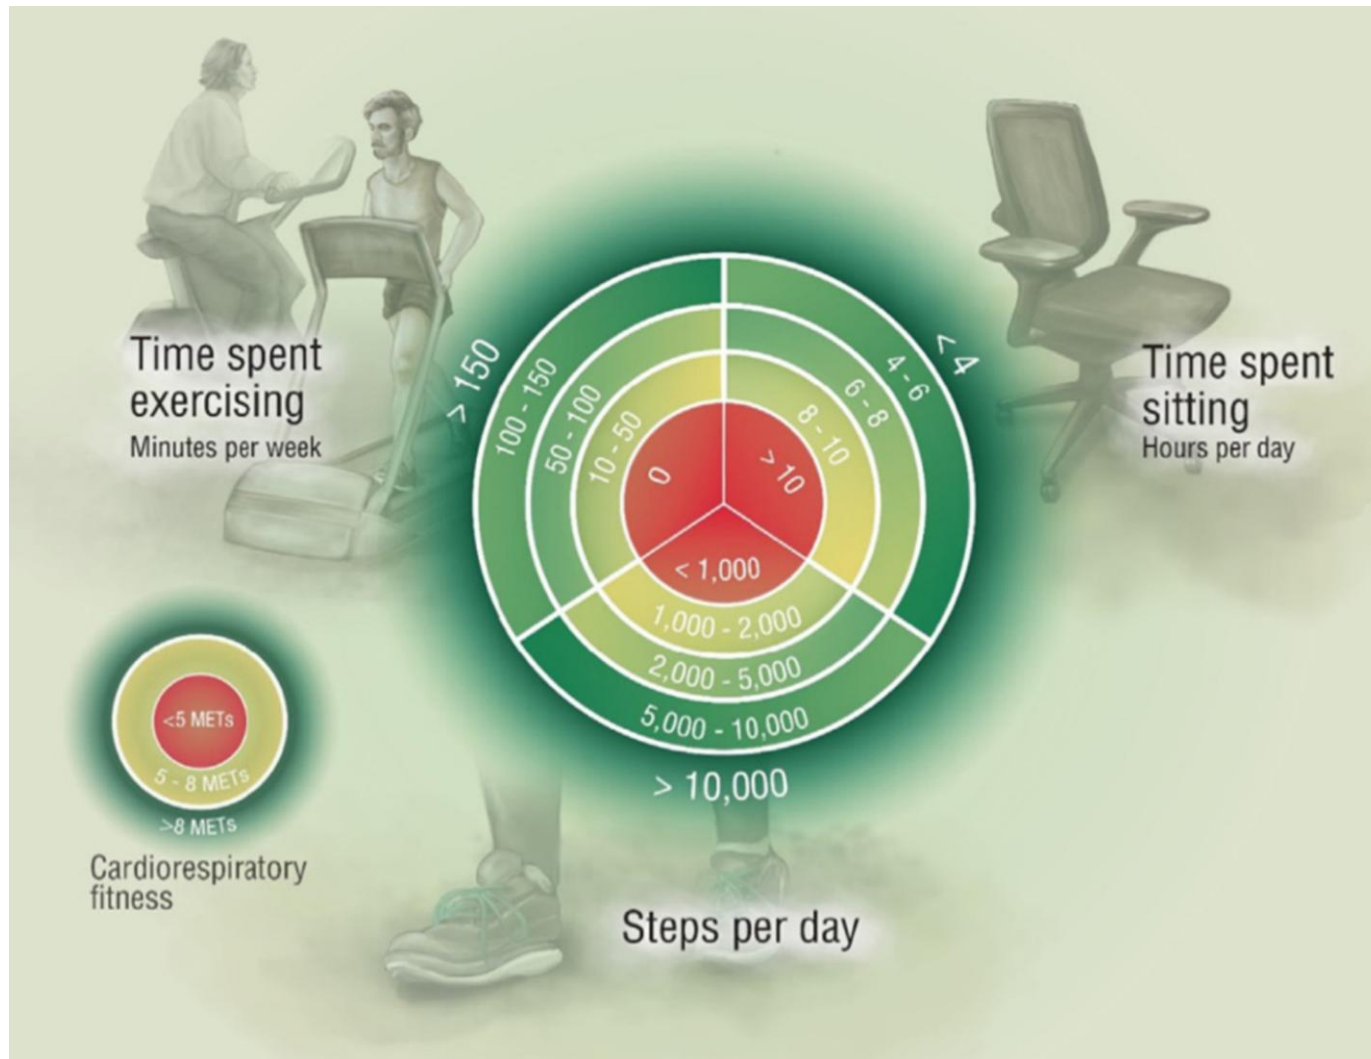 Time spent
exercising
Minutes per week
> 150
100 - 150
50 - 100
10 - 50
0
Time spent
sitting
Hours per day
< 4
4 - 6
6 - 8
8 - 10
> 10
< 1,000
1,000 - 2,000
2,000 - 5,000
5,000 - 10,000
> 10,000
Steps per day
<5 METs
5 - 8 METs
>8 METs
Cardiorespiratory
fitness